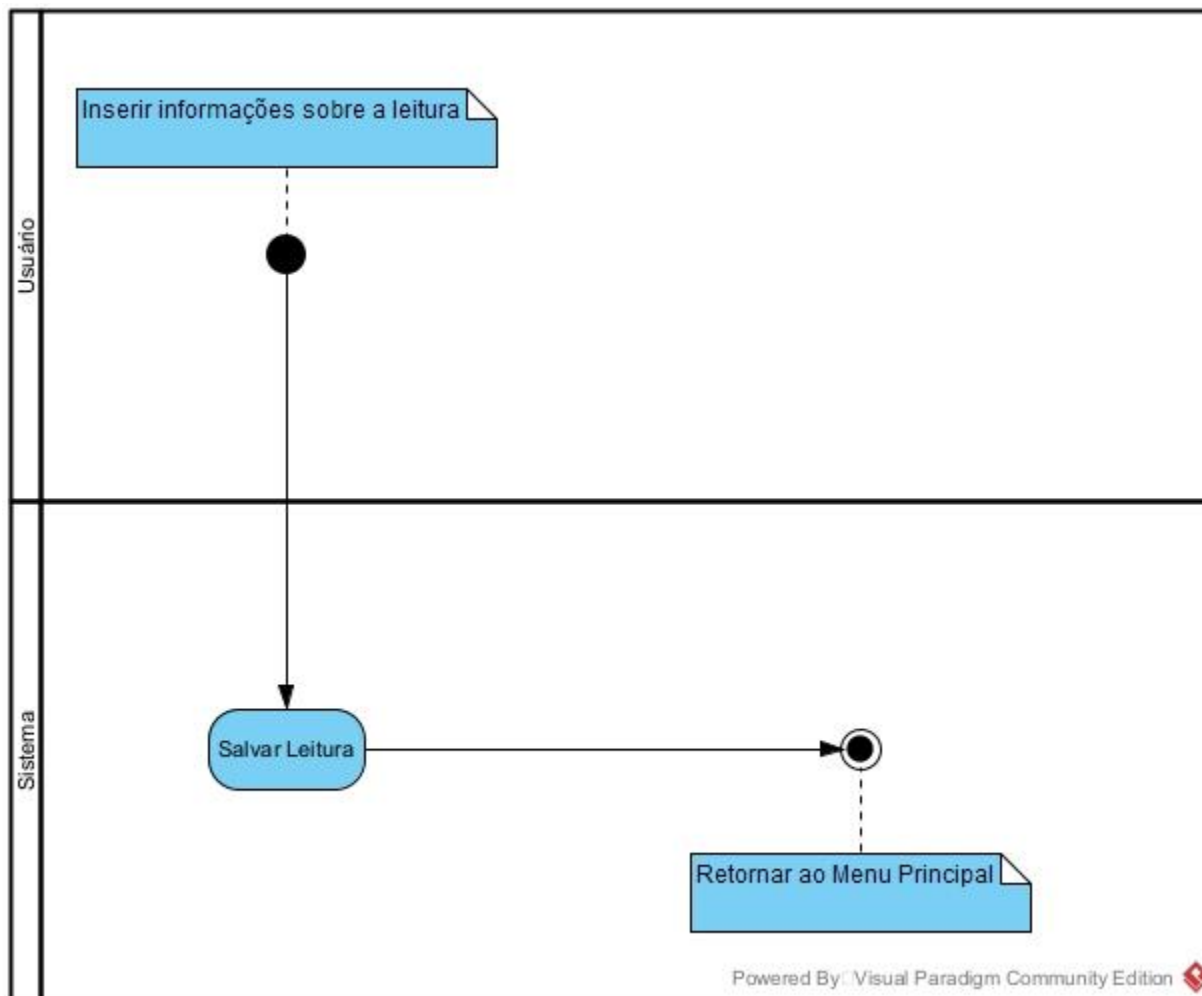 Usuário
Inserir informações sobre a leitura
Sistema
Salvar Leitura
Retornar ao Menu Principal
Powered By Visual Paradigm Community Edition